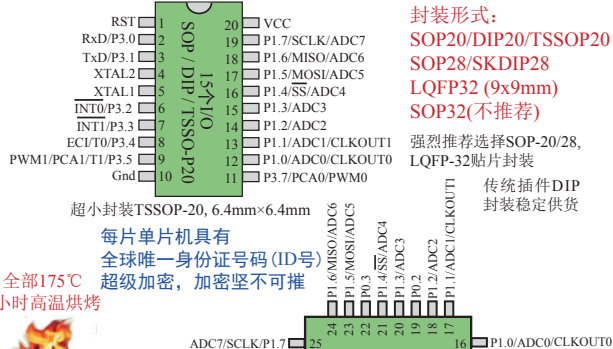 RST 1
RxD/P3.0 2
TxD/P3.1 3
XTAL2 4
XTAL1 5
INT0/P3.2 6
INT1/P3.3 7
ECI/T0/P3.4 8
PWM1/PCA1/T1/P3.5 9
Gnd 10
SOP / DIP / TSSO-P20
15个I/O
20 VCC
19 P1.7/SCLK/ADC7
18 P1.6/MISO/ADC6
17 P1.5/MOSI/ADC5
16 P1.4/SS/ADC4
15 P1.3/ADC3
14 P1.2/ADC2
13 P1.1/ADC1/CLKOUT1
12 P1.0/ADC0/CLKOUT0
11 P3.7/PCA0/PWM0
超小封装TSSOP-20, 6.4mm×6.4mm
封装形式：
SOP20/DIP20/TSSOP20
SOP28/SKDIP28
LQFP32 (9x9mm)
SOP32(不推荐)
强烈推荐选择SOP-20/28,
LQFP-32贴片封装
传统插件DIP
封装稳定供货
每片单片机具有
全球唯一身份证号码(ID号)
超级加密，加密坚不可摧
全部175℃
小时高温烘烤
24 P1.6/MISO/ADC6
23 P1.5/MOSI/ADC5
22 P0.3
21 P1.4/SS/ADC4
20 P1.3/ADC3
19 P0.2
18 P1.2/ADC2
17 P1.1/ADC1/CLKOUT1
ADC7/SCLK/P1.7 25
16 P1.0/ADC0/CLKOUT0